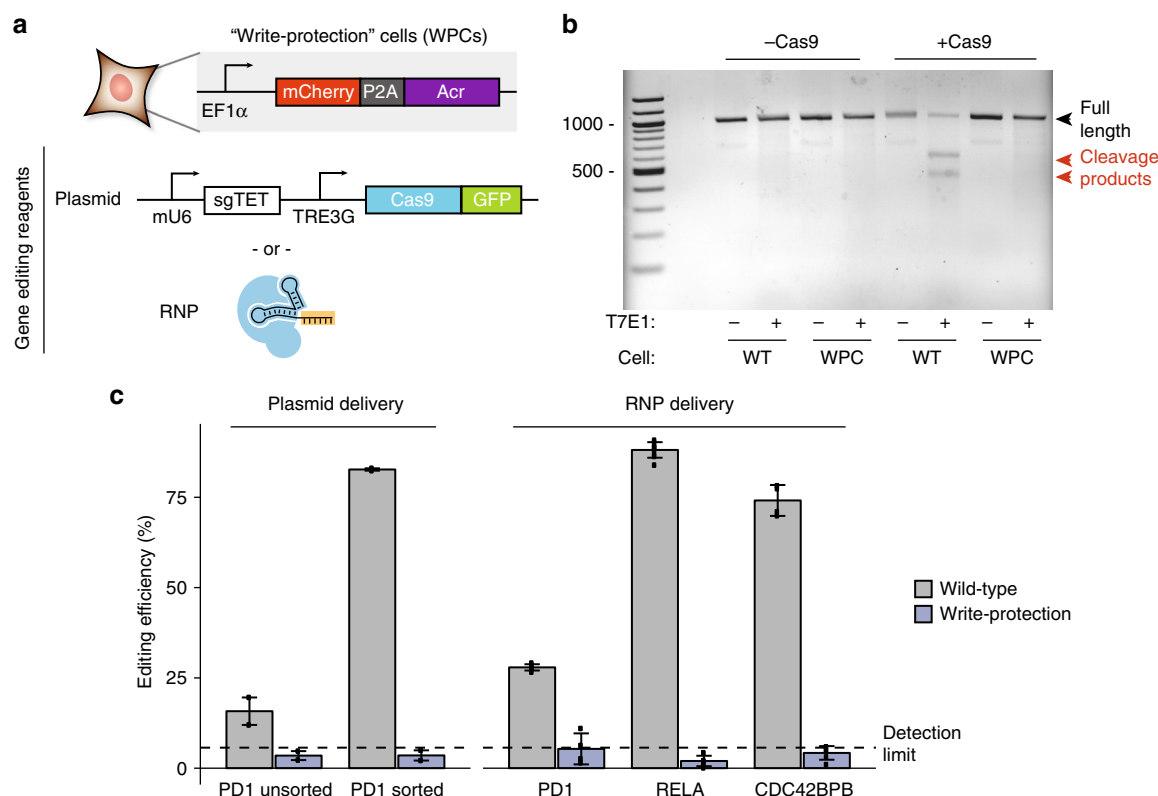 a
"Write-protection" cells (WPCs)
EF1α
mCherry P2A Acr
Gene editing reagents
Plasmid
mU6
sgTET
TRE3G
Cas9 GFP
- or -
RNP
b
–Cas9 +Cas9
1000 -
500 -
Full
length
Cleavage
products
T7E1: – + – + – + – +
Cell: WT WPC WT WPC
c
Plasmid delivery RNP delivery
Editing efficiency (%)
75
50
25
0
Wild-type
Write-protection
Detection
limit
PD1 unsorted PD1 sorted PD1 RELA CDC42BPB